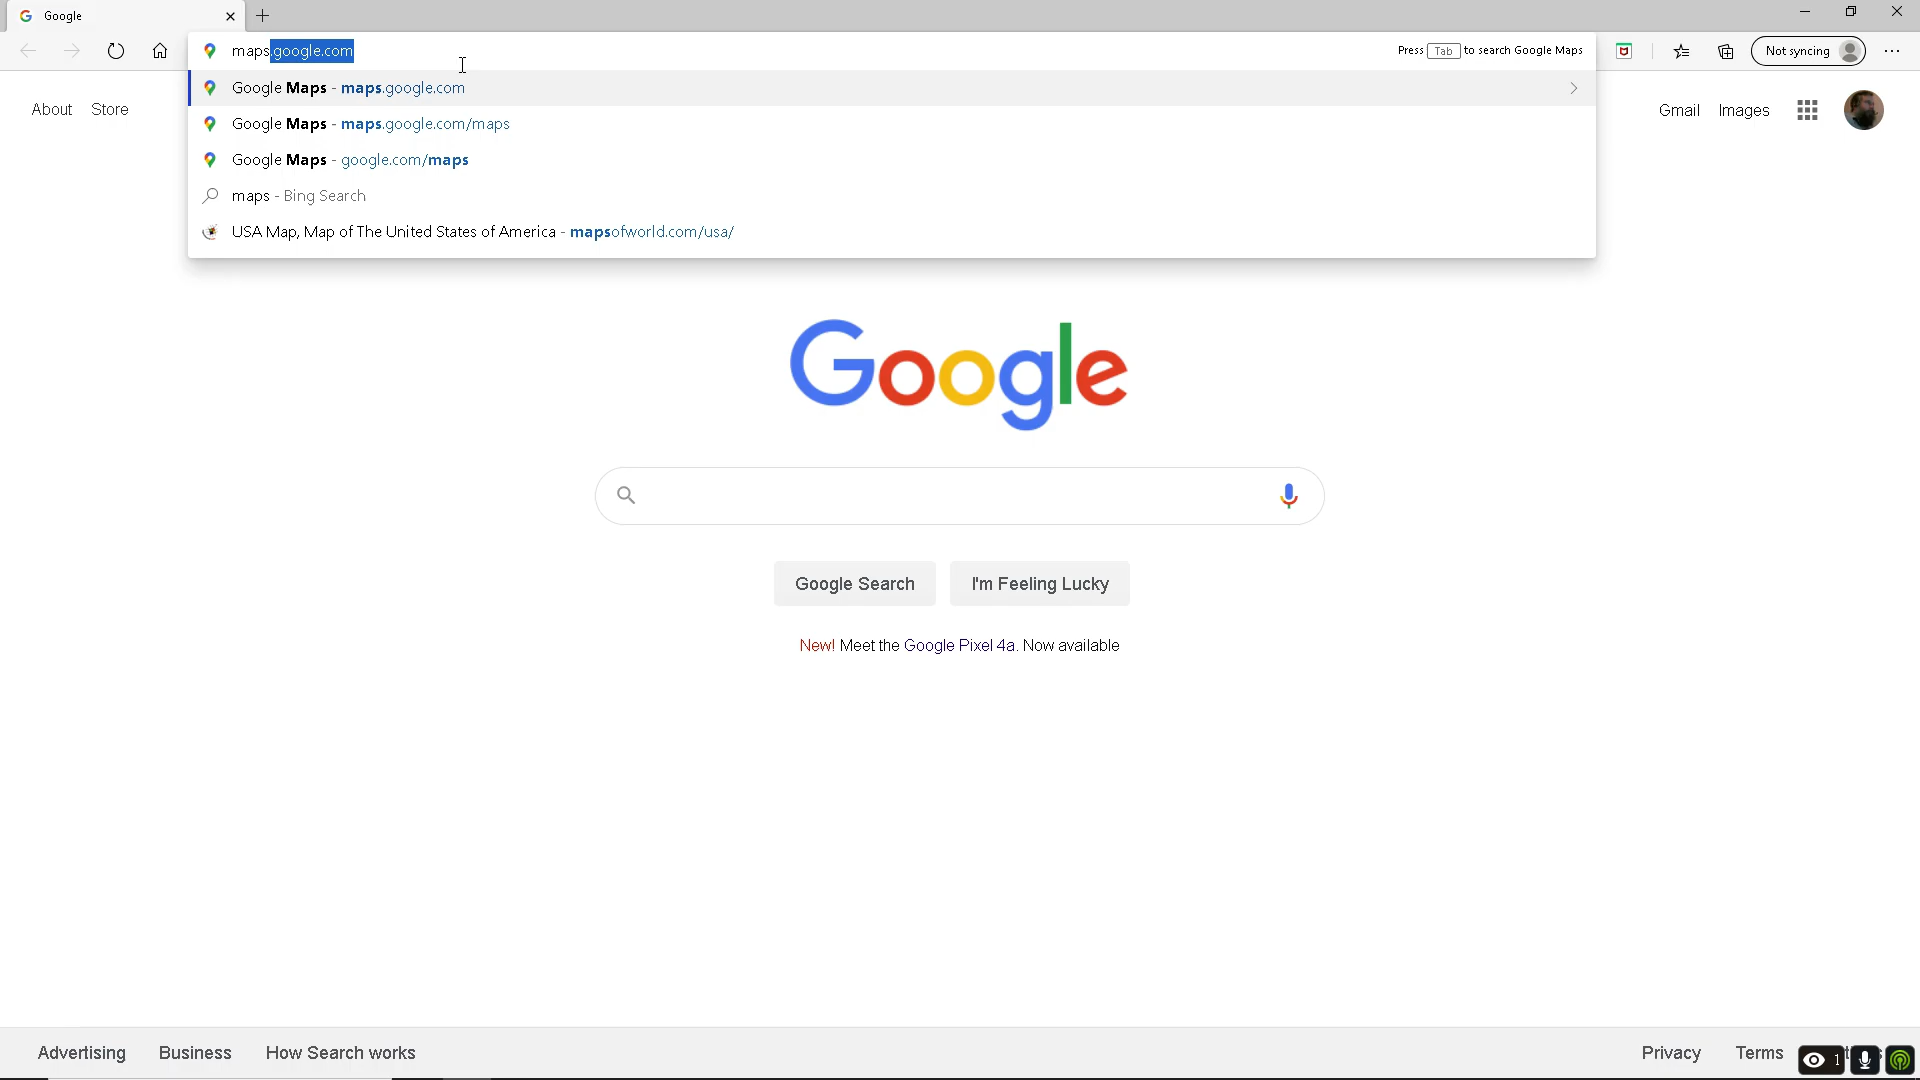 Google
maps.google.com
Press Tab to search Google Maps
Not syncing
Google Maps - maps.google.com
Google Maps - maps.google.com/maps
Google Maps - google.com/maps
maps - Bing Search
USA Map, Map of The United States of America - mapsofworld.com/usa/
About Store
Gmail Images
Google
Google Search
I'm Feeling Lucky
New! Meet the Google Pixel 4a. Now available
Advertising Business How Search works
Privacy Terms
1